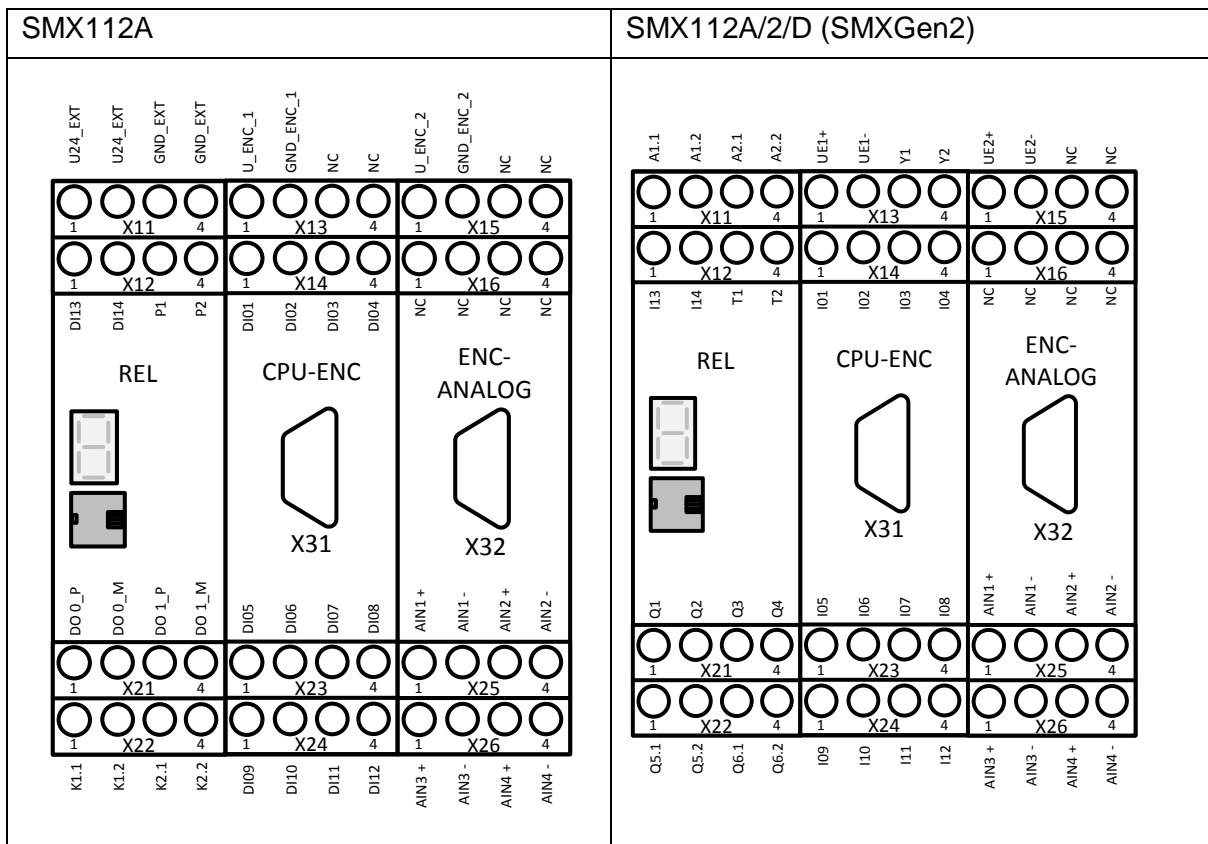 SMX112A
SMX112A/2/D (SMXGen2)
U24_EXT U24_EXT GND_EXT GND_EXT U_ENC_1 GND_ENC_1 NC NC U_ENC_2 GND_ENC_2 NC NC
1 X11 4 1 X13 4 1 X15 4
1 X12 4 1 X14 4 1 X16 4
DI13 DI14 P1 P2 DI01 DI02 DI03 DI04 NC NC NC NC
REL
CPU-ENC
ENC-
ANALOG
X31
X32
DO 0_P DO 0_M DO 1_P DO 1_M DI05 DI06 DI07 DI08 AIN1 + AIN1 - AIN2 + AIN2 -
1 X21 4 1 X23 4 1 X25 4
1 X22 4 1 X24 4 1 X26 4
K1.1 K1.2 K2.1 K2.2 DI09 DI10 DI11 DI12 AIN3 + AIN3 - AIN4 + AIN4 -
A1.1 A1.2 A2.1 A2.2 UE1+ UE1- Y1 Y2 UE2+ UE2- NC NC
1 X11 4 1 X13 4 1 X15 4
1 X12 4 1 X14 4 1 X16 4
I13 I14 T1 T2 I01 I02 I03 I04 NC NC NC NC
REL
CPU-ENC
ENC-
ANALOG
X31
X32
Q1 Q2 Q3 Q4 I05 I06 I07 I08 AIN1 + AIN1 - AIN2 + AIN2 -
1 X21 4 1 X23 4 1 X25 4
1 X22 4 1 X24 4 1 X26 4
Q5.1 Q5.2 Q6.1 Q6.2 I09 I10 I11 I12 AIN3 + AIN3 - AIN4 + AIN4 -